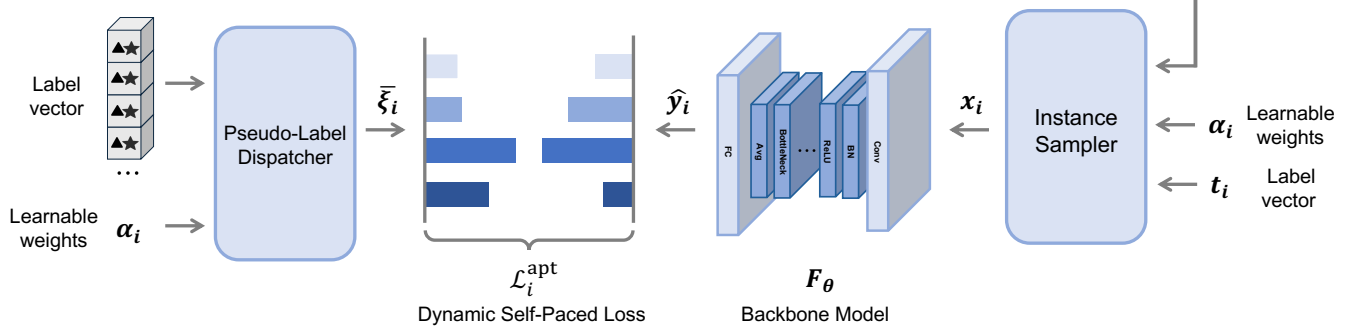 Label
vector
...
Learnable
weights
α_i
Pseudo-Label
Dispatcher
ξ̄_i
ℒ_i^apt
Dynamic Self-Paced Loss
ŷ_i
FC
Avg
BottleNeck
...
ReLU
BN
Conv
F_θ
Backbone Model
x_i
Instance
Sampler
α_i
Learnable
weights
t_i
Label
vector